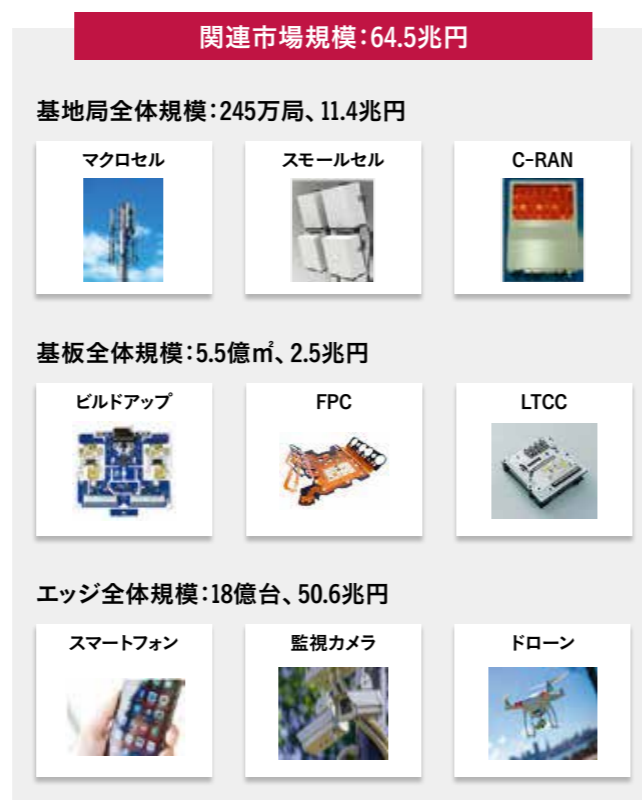 関連市場規模：64.5兆円
基地局全体規模：245万局、11.4兆円
マクロセル
スモールセル
C-RAN
基板全体規模：5.5億㎡、2.5兆円
ビルドアップ
FPC
LTCC
エッジ全体規模：18億台、50.6兆円
スマートフォン
監視カメラ
ドローン